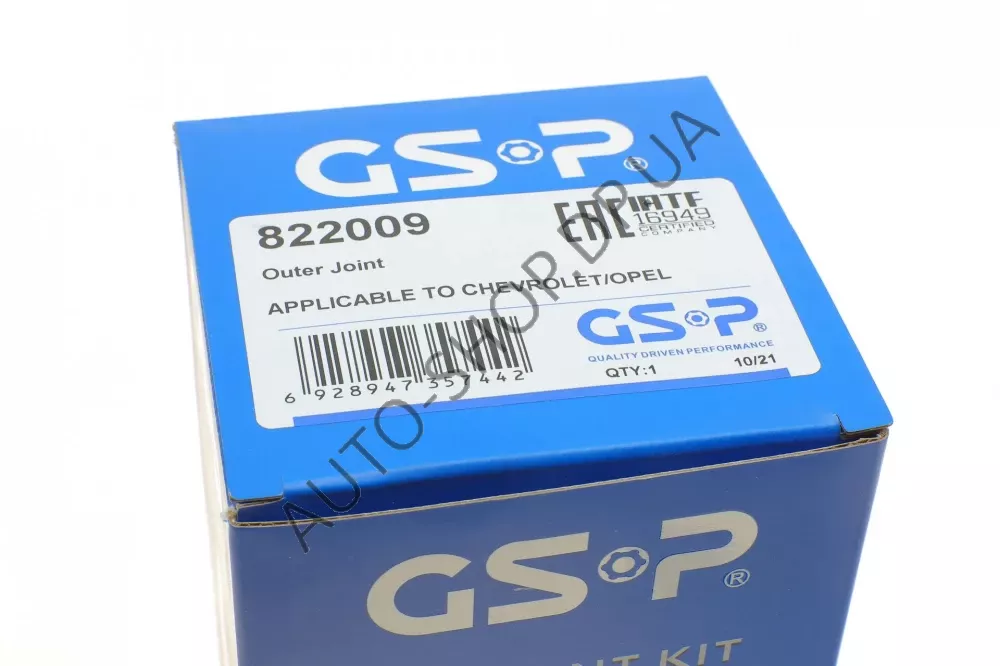 GSP®
822009
EAC IATF
16949
CERTIFIED
COMPANY
Outer Joint
APPLICABLE TO CHEVROLET/OPEL
GSP®
QUALITY DRIVEN PERFORMANCE
6 928947 357442
QTY:1 10/21
AUTO-SHOP.DP.UA
GSP®
KIT